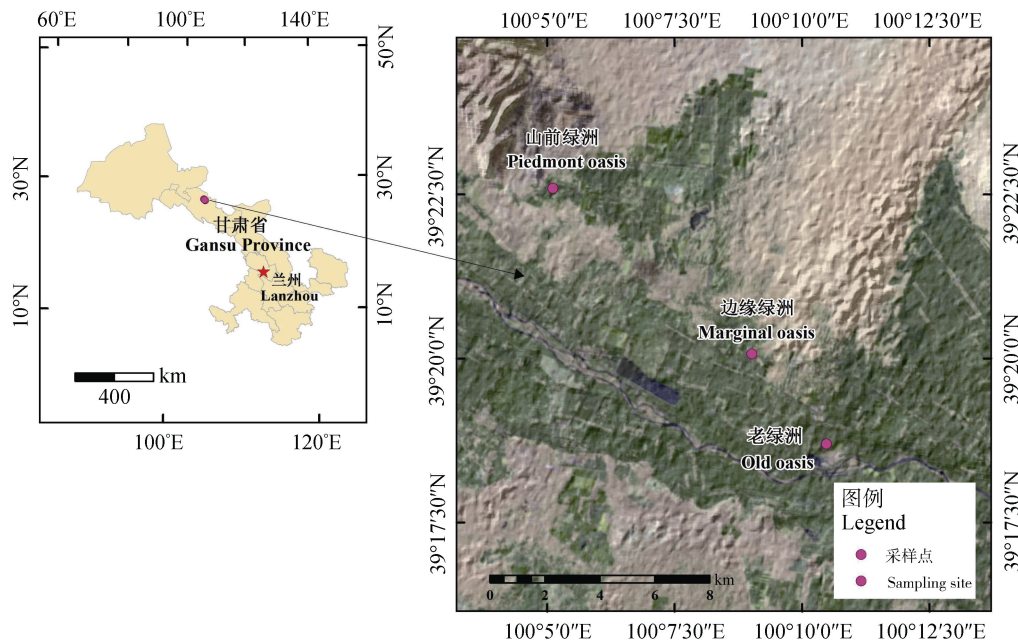 60°E 100°E 140°E
50°N
30°N
30°N
10°N
10°N
甘肃省
Gansu Province
兰州
Lanzhou
km
400
100°E 120°E
100°5′0″E 100°7′30″E 100°10′0″E 100°12′30″E
39°22′30″N
39°20′0″N
39°17′30″N
山前绿洲
Piedmont oasis
边缘绿洲
Marginal oasis
老绿洲
Old oasis
图例
Legend
采样点
Sampling site
km
0 2 4 6 8
39°22′30″N
39°20′0″N
39°17′30″N
100°5′0″E 100°7′30″E 100°10′0″E 100°12′30″E